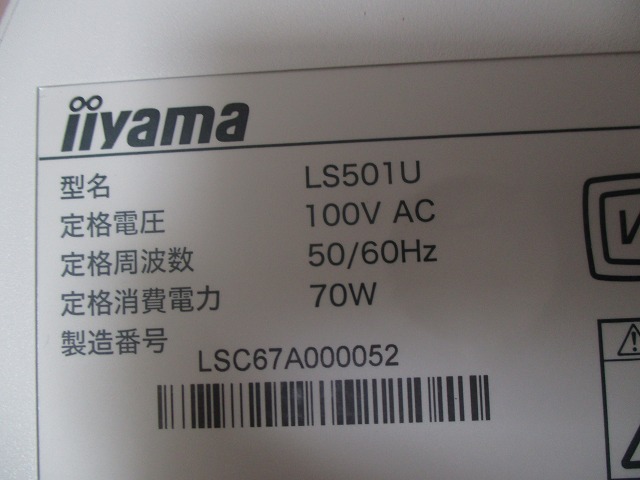 iiyama
型名 LS501U
定格電圧 100V AC
定格周波数 50/60Hz
定格消費電力 70W
製造番号 LSC67A000052